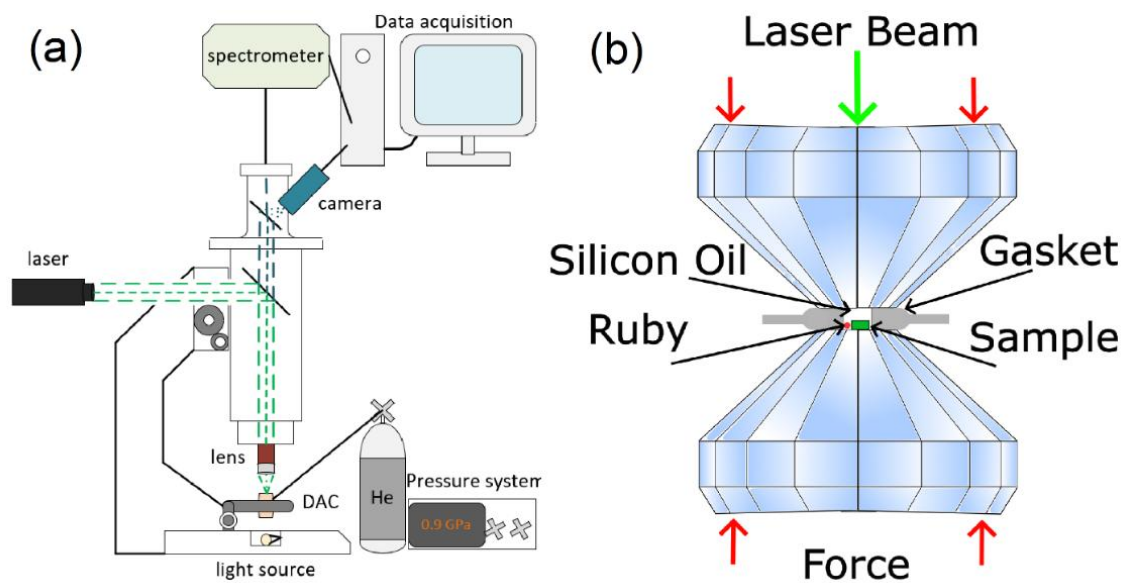 (a)
Data acquisition
spectrometer
camera
laser
lens
DAC
He
Pressure system
0.9 GPa
light source
(b)
Laser Beam
Silicon Oil
Gasket
Ruby
Sample
Force